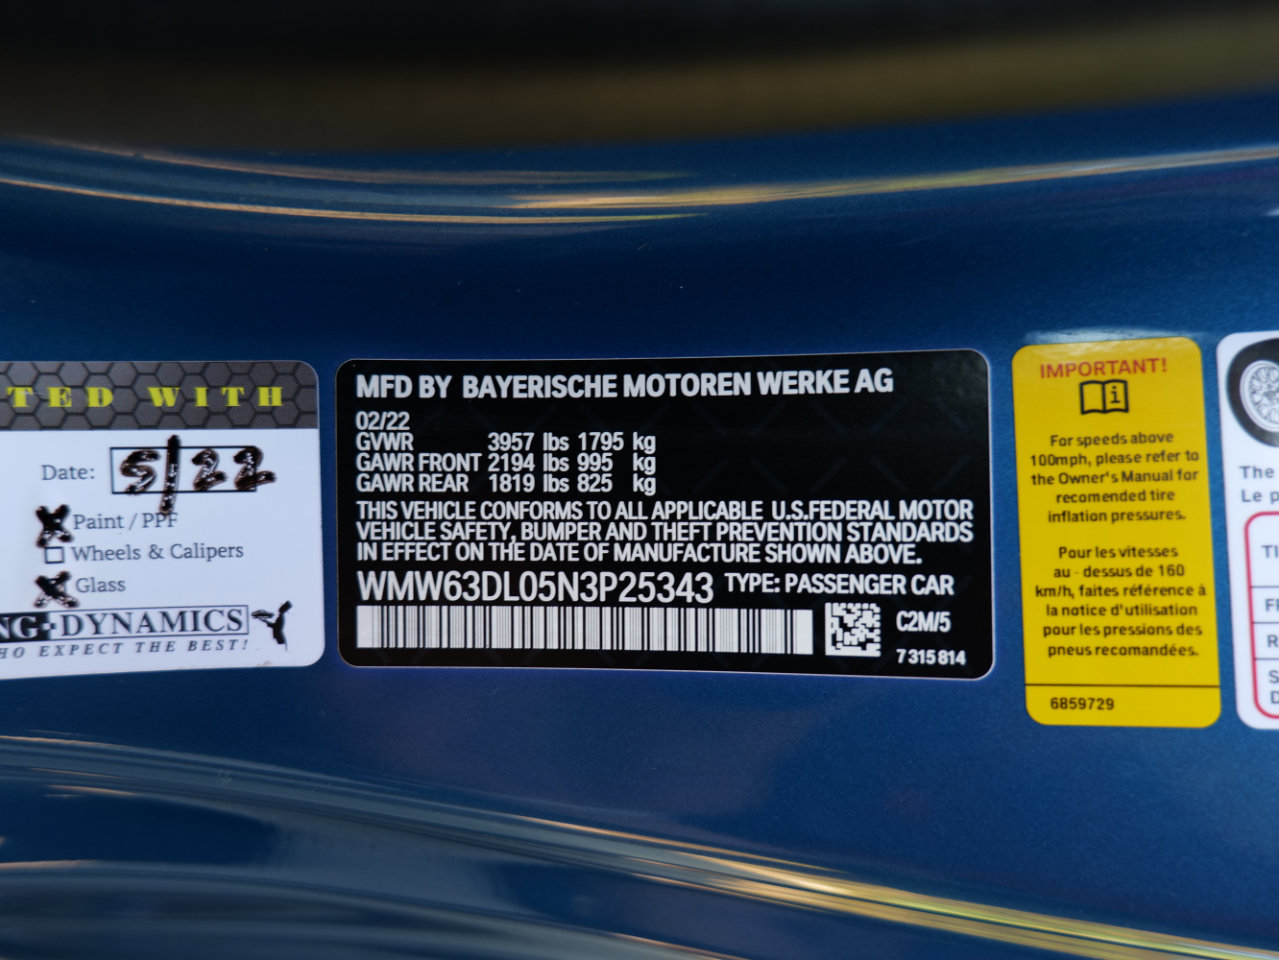 TED WITH
Date: 5/22
Paint / PPF
Wheels & Calipers
Glass
NG-DYNAMICS
HO EXPECT THE BEST!
MFD BY BAYERISCHE MOTOREN WERKE AG
02/22
GVWR 3957 lbs 1795 kg
GAWR FRONT 2194 lbs 995 kg
GAWR REAR 1819 lbs 825 kg
THIS VEHICLE CONFORMS TO ALL APPLICABLE U.S.FEDERAL MOTOR
VEHICLE SAFETY, BUMPER AND THEFT PREVENTION STANDARDS
IN EFFECT ON THE DATE OF MANUFACTURE SHOWN ABOVE.
WMW63DL05N3P25343 TYPE: PASSENGER CAR
C2M/5
7 315 814
IMPORTANT!
For speeds above
100mph, please refer to
the Owner's Manual for
recomended tire
inflation pressures.
Pour les vitesses
au - dessus de 160
km/h, faites référence à
la notice d'utilisation
pour les pressions des
pneus recomandées.
6859729
The
Le p
TI
F
R
S
D